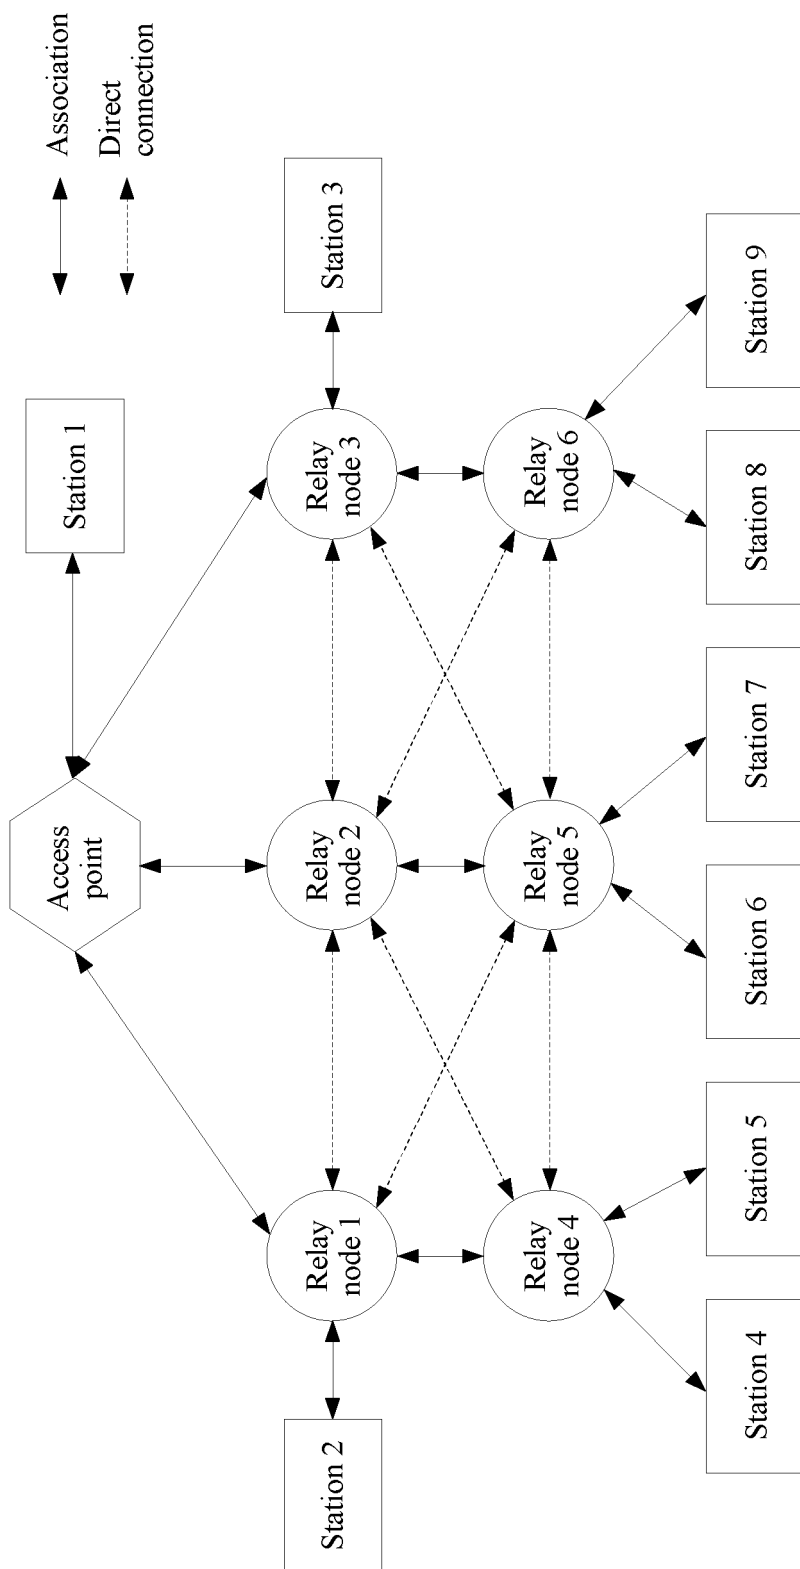 Association
Direct
connection
Access
point
Station 1
Station 2
Relay
node 1
Relay
node 2
Relay
node 3
Station 3
Relay
node 4
Relay
node 5
Relay
node 6
Station 4
Station 5
Station 6
Station 7
Station 8
Station 9